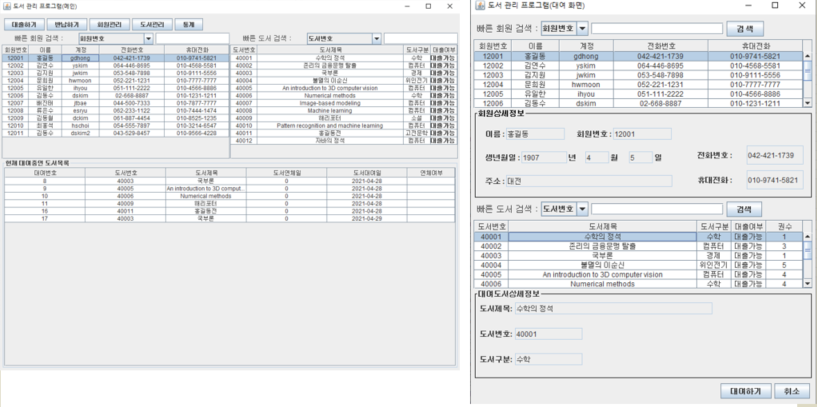 도서 관리 프로그램(메인)
대출하기 반납하기 회원관리 도서관리 통계
빠른 회원 검색 : 회원번호
빠른 도서 검색 : 도서번호
회원번호 이름 계정 전화번호 휴대전화
12001 홍길동 gdhong 042-421-1739 010-9741-5821
12002 김연수 yskim 064-446-8695 010-4568-5581
12003 김지원 jwkim 053-548-7898 010-9111-5556
12004 문희원 hwmoon 052-221-1231 010-7777-7777
12005 유일한 ihyou 051-111-2222 010-4566-8886
12006 김동수 dskim 02-668-8887 010-1231-1211
12007 배진태 jtbae 044-500-7333 010-7877-7777
12008 류은수 esryu 062-233-1122 010-7444-1474
12009 김동월 dckim 061-887-4454 010-8525-1235
12010 최홍석 hschoi 054-555-7897 010-3214-6547
12011 김동수 dskim2 043-529-8457 010-9566-4228
도서번호 도서제목 도서구분 대출여부
40001 수학의 정석 수학 대출가능
40002 존리의 금융문맹 탈출 컴퓨터 대출가능
40003 국부론 경제 대출가능
40004 불멸의 이순신 위인전기 대출가능
40005 An introduction to 3D computer vision 컴퓨터 대출가능
40006 Numerical methods 컴퓨터 대출가능
40007 Image-based modeling 컴퓨터 대출가능
40008 Machine learning 컴퓨터 대출가능
40009 해리포터 소설 대출가능
40010 Pattern recognition and machine learning 컴퓨터 대출가능
40011 홍길동전 고전문학 대출가능
40012 자바의 정석 컴퓨터 대출가능
현재 대여중인 도서목록
대여번호 도서번호 도서제목 도서연체일 도서대여일 연체여부
8 40003 국부론 0 2021-04-28
9 40005 An introduction to 3D comput... 0 2021-04-28
10 40006 Numerical methods 0 2021-04-28
11 40009 해리포터 0 2021-04-28
16 40011 홍길동전 0 2021-04-28
17 40003 국부론 0 2021-04-28
도서 관리 프로그램(대여 화면)
빠른 회원 검색 : 회원번호 검색
회원번호 이름 계정 전화번호 휴대전화
12001 홍길동 gdhong 042-421-1739 010-9741-5821
12002 김연수 yskim 064-446-8695 010-4568-5581
12003 김지원 jwkim 053-548-7898 010-9111-5556
12004 문희원 hwmoon 052-221-1231 010-7777-7777
12005 유일한 ihyou 051-111-2222 010-4566-8886
12006 김동수 dskim 02-668-8887 010-1231-1211
회원상세정보
이름 : 홍길동 회원번호 : 12001
생년월일 : 1907 년 4 월 5 일 전화번호 : 042-421-1739
주소 : 대전 휴대전화 : 010-9741-5821
빠른 도서 검색 : 도서번호 검색
도서번호 도서제목 도서구분 대출여부 권수
40001 수학의 정석 수학 대출가능 1
40002 존리의 금융문맹 탈출 컴퓨터 대출가능 3
40003 국부론 경제 대출가능 1
40004 불멸의 이순신 위인전기 대출가능 5
40005 An introduction to 3D computer vision 컴퓨터 대출가능 4
40006 Numerical methods 수학 대출가능 4
대여도서상세정보
도서제목: 수학의 정석
도서번호: 40001
도서구분: 수학
대여하기 취소